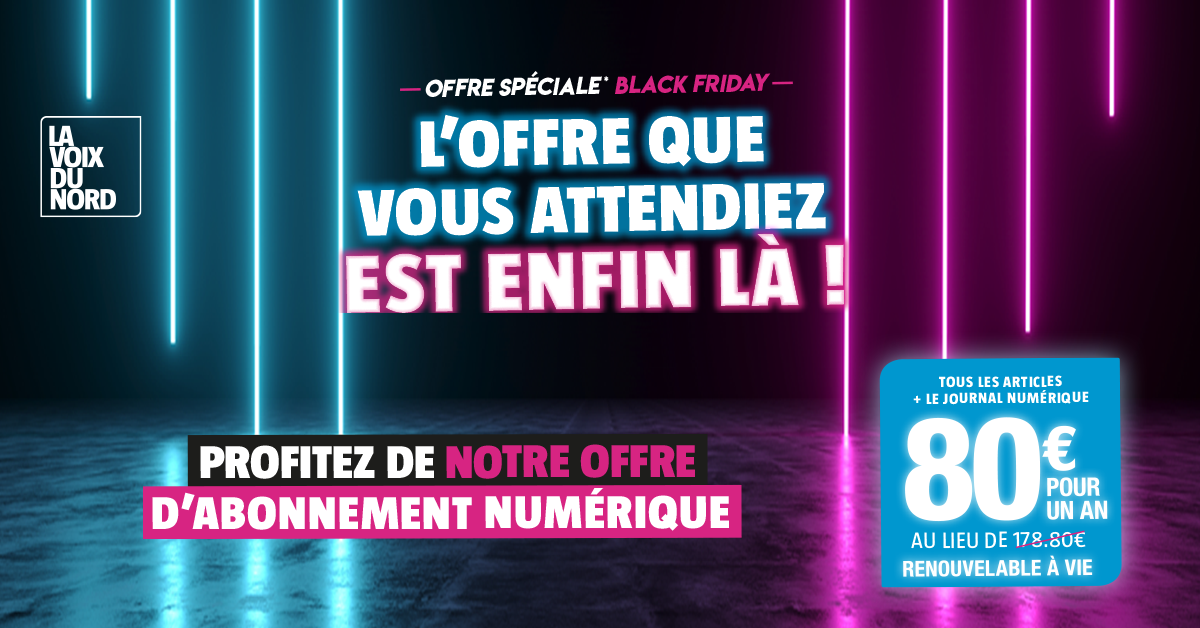 LA
VOIX
DU
NORD
OFFRE SPÉCIALE* BLACK FRIDAY
L'OFFRE QUE
VOUS ATTENDIEZ
EST ENFIN LÀ !
PROFITEZ DE NOTRE OFFRE
D'ABONNEMENT NUMÉRIQUE
TOUS LES ARTICLES
+ LE JOURNAL NUMÉRIQUE
80€
POUR
UN AN
AU LIEU DE 178.80€
RENOUVELABLE À VIE